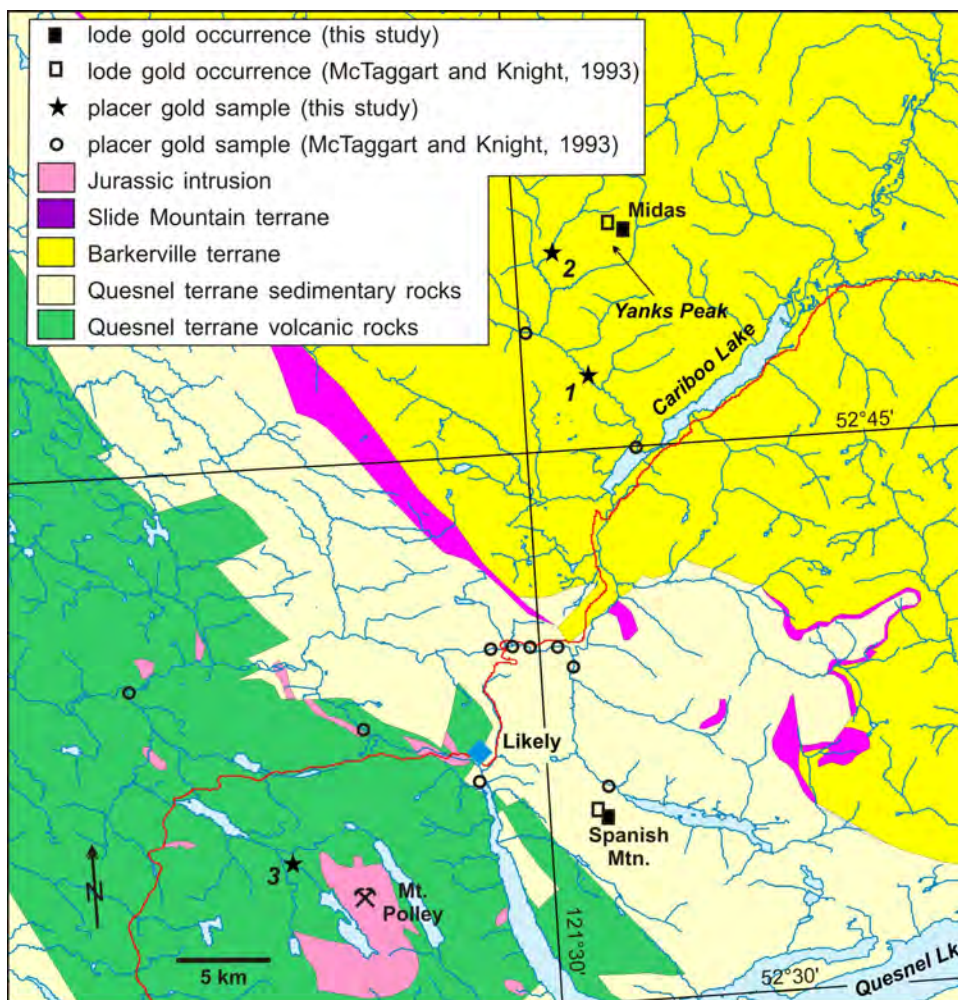 lode gold occurrence (this study)
lode gold occurrence (McTaggart and Knight, 1993)
placer gold sample (this study)
placer gold sample (McTaggart and Knight, 1993)
Jurassic intrusion
Slide Mountain terrane
Barkerville terrane
Quesnel terrane sedimentary rocks
Quesnel terrane volcanic rocks
Midas
2
Yanks Peak
Cariboo Lake
1
52°45'
Likely
Spanish
Mtn.
3
Mt.
Polley
N
5 km
121°30'
52°30'
Quesnel Lk